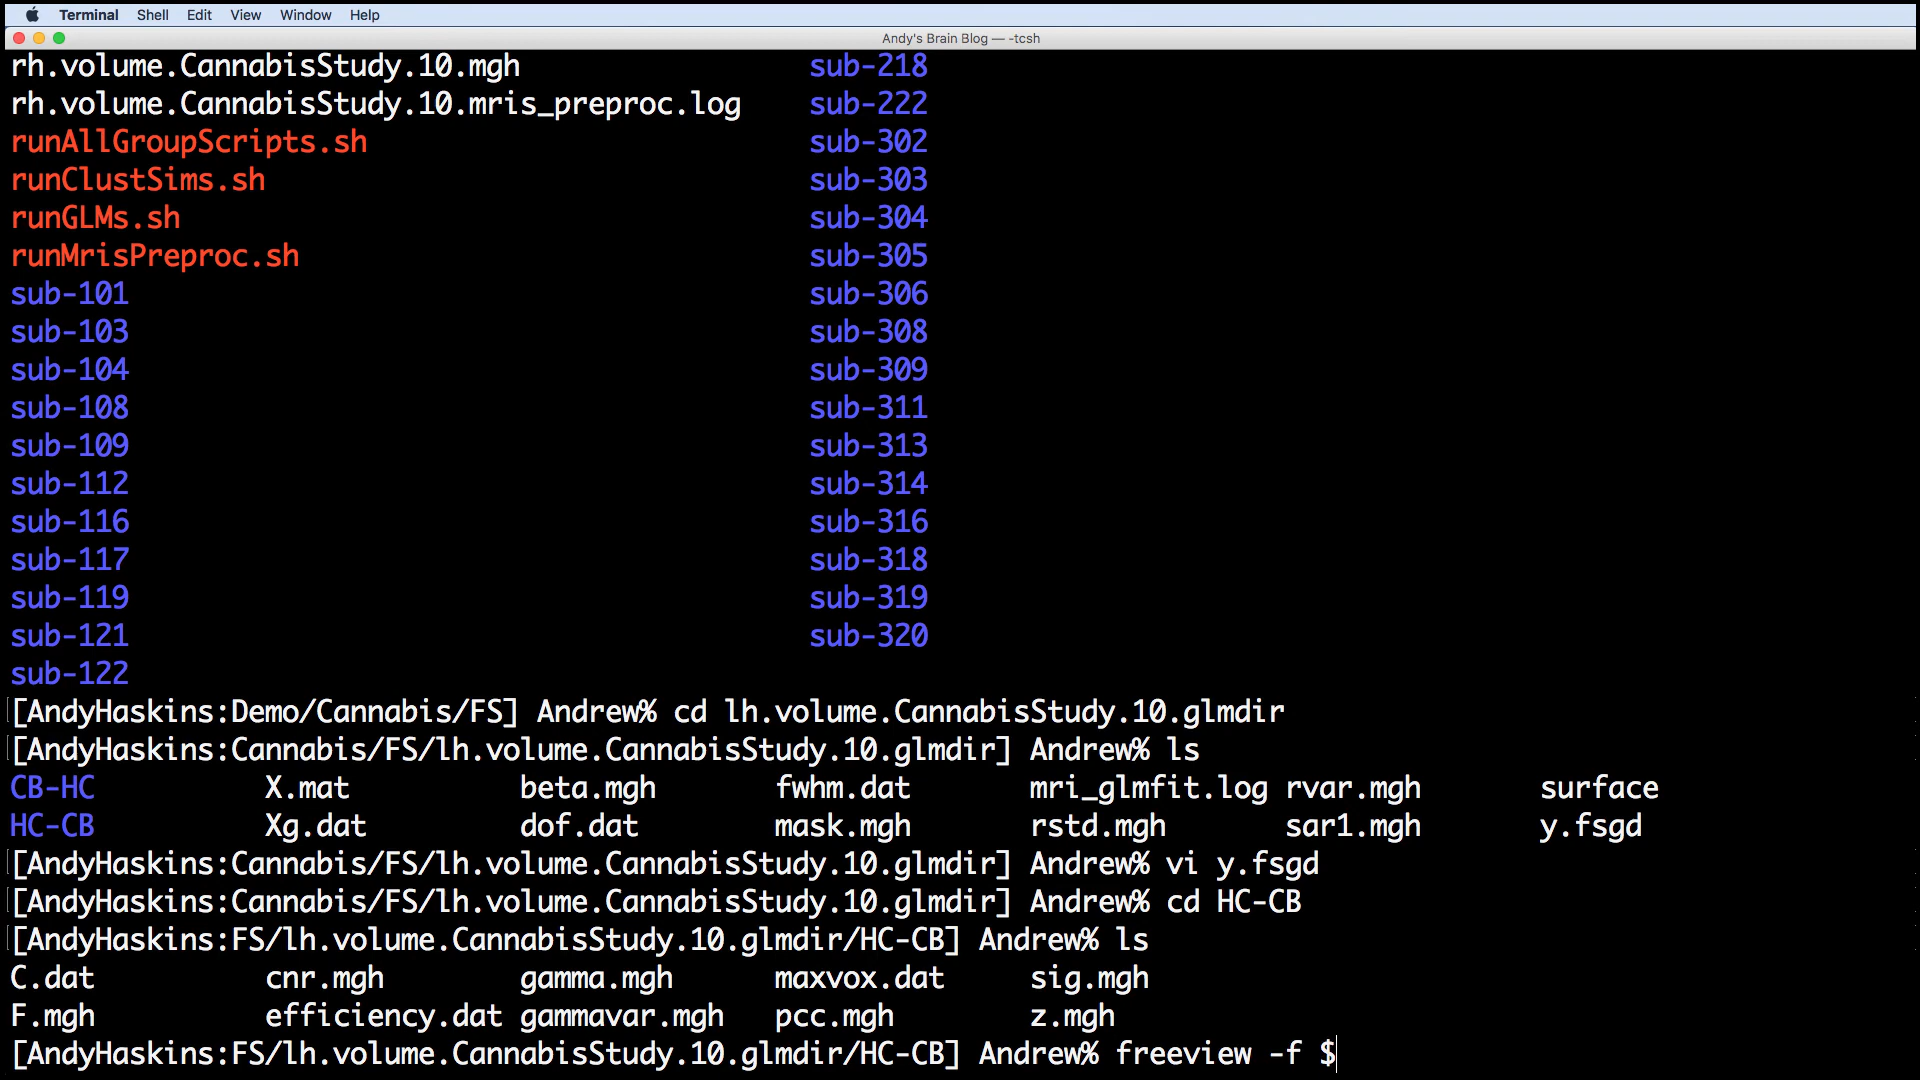 Terminal Shell Edit View Window Help
Andy's Brain Blog — -tcsh
rh.volume.CannabisStudy.10.mgh sub-218
rh.volume.CannabisStudy.10.mris_preproc.log sub-222
runAllGroupScripts.sh sub-302
runClustSims.sh sub-303
runGLMs.sh sub-304
runMrisPreproc.sh sub-305
sub-101 sub-306
sub-103 sub-308
sub-104 sub-309
sub-108 sub-311
sub-109 sub-313
sub-112 sub-314
sub-116 sub-316
sub-117 sub-318
sub-119 sub-319
sub-121 sub-320
sub-122
[AndyHaskins:Demo/Cannabis/FS] Andrew% cd lh.volume.CannabisStudy.10.glmdir
[AndyHaskins:Cannabis/FS/lh.volume.CannabisStudy.10.glmdir] Andrew% ls
CB-HC X.mat beta.mgh fwhm.dat mri_glmfit.log rvar.mgh surface
HC-CB Xg.dat dof.dat mask.mgh rstd.mgh sar1.mgh y.fsgd
[AndyHaskins:Cannabis/FS/lh.volume.CannabisStudy.10.glmdir] Andrew% vi y.fsgd
[AndyHaskins:Cannabis/FS/lh.volume.CannabisStudy.10.glmdir] Andrew% cd HC-CB
[AndyHaskins:FS/lh.volume.CannabisStudy.10.glmdir/HC-CB] Andrew% ls
C.dat cnr.mgh gamma.mgh maxvox.dat sig.mgh
F.mgh efficiency.dat gammavar.mgh pcc.mgh z.mgh
[AndyHaskins:FS/lh.volume.CannabisStudy.10.glmdir/HC-CB] Andrew% freeview -f $